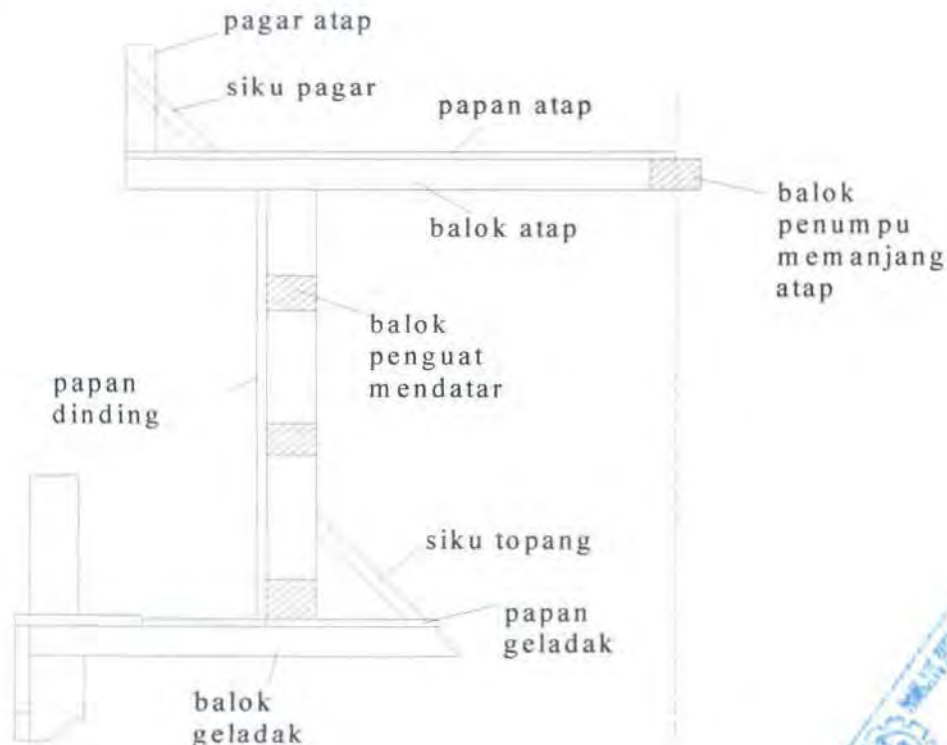 pagar atap
siku pagar
papan atap
balok atap
balok
penumpu
memanjang
atap
balok
penguat
mendatar
papan
dinding
siku topang
papan
geladak
balok
geladak